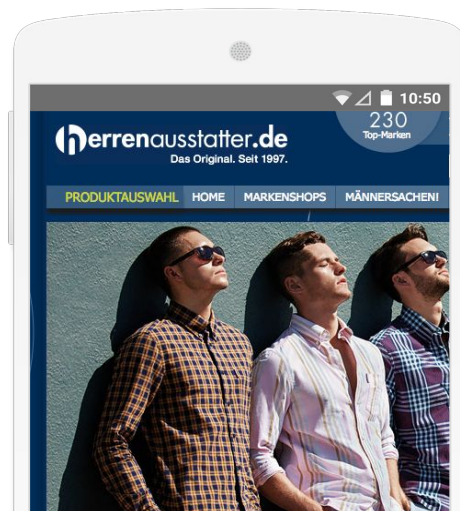 10:50
230
Top-Marken
herrenausstatter.de
Das Original. Seit 1997.
PRODUKTAUSWAHL HOME MARKENSHOPS MÄNNERSACHEN!